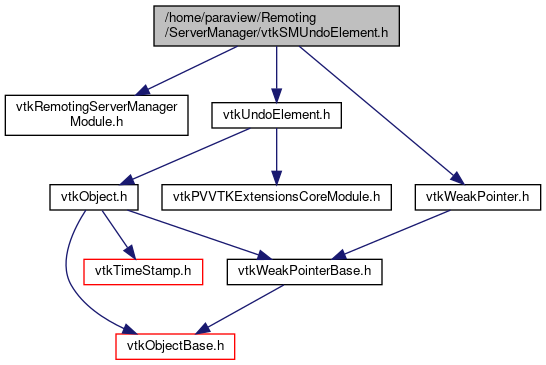 /home/paraview/Remoting
/ServerManager/vtkSMUndoElement.h
vtkRemotingServerManager
Module.h
vtkUndoElement.h
vtkObject.h
vtkPVVTKExtensionsCoreModule.h
vtkWeakPointer.h
vtkTimeStamp.h
vtkWeakPointerBase.h
vtkObjectBase.h